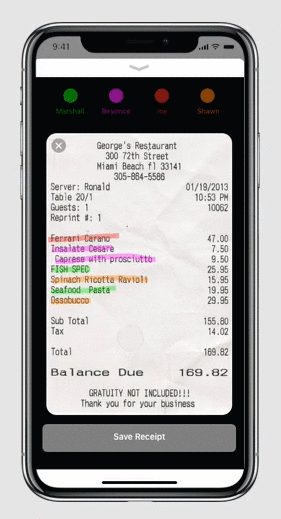 9:41
Marshall
Me
Shawn
George's Restaurant
300 72th Street
Miami Beach fl 33141
305-864-5586
Server: Ronald 01/19/2013
Table 20/1 10:53 PM
Guests: 1 10062
Reprint #: 1
Ferrari Carano 47.00
Insalate Cesare 7.50
Caprese with prosciutto 9.50
FISH SPEC 25.95
Spinach Ricotta Ravioli 15.95
Seafood Pasta 19.95
Ossobucco 29.95
Sub Total 155.80
Tax 14.02
Total 169.82
Balance Due 169.82
GRATUITY NOT INCLUDED!!!
Thank you for your business
Save Receipt